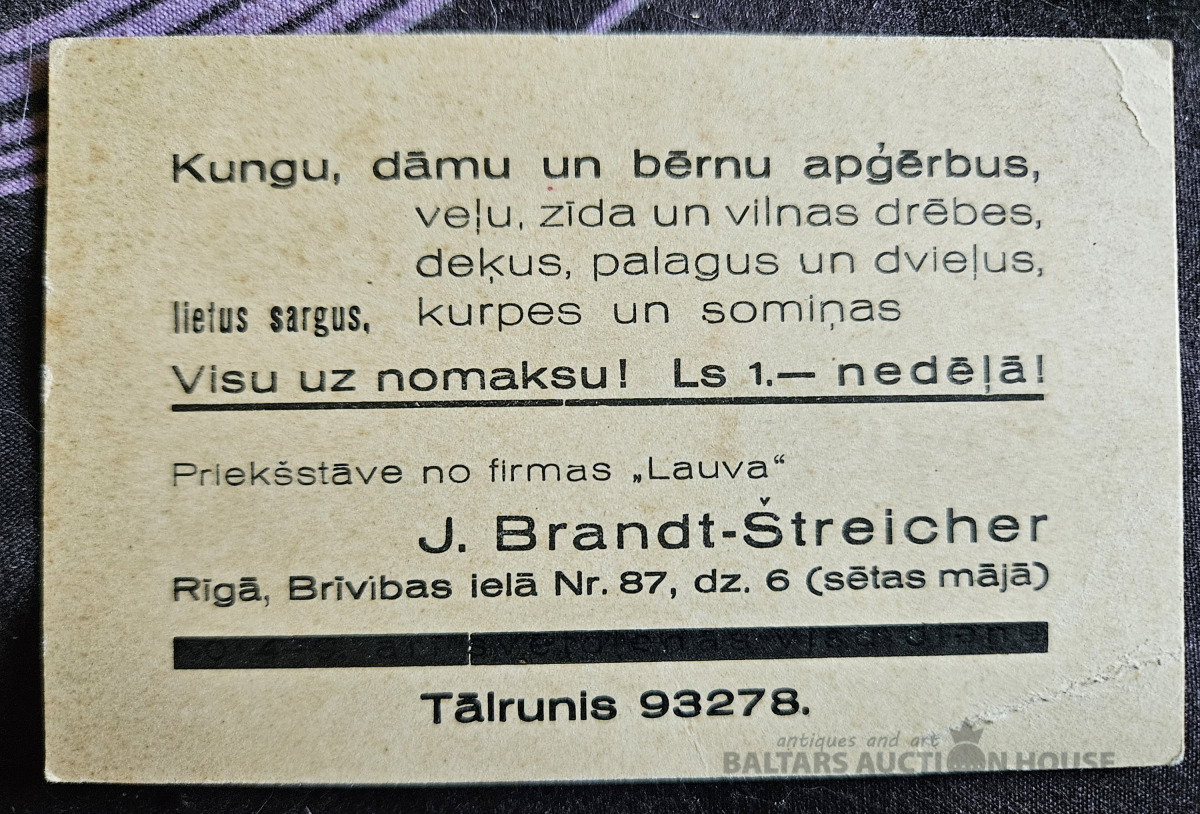 Kungu, dāmu un bērnu apģērbus,
veļu, zīda un vilnas drēbes,
deķus, palagus un dvieļus,
lietus sargus, kurpes un somiņas
Visu uz nomaksu! Ls 1.— nedēļā!
Priekšstāve no firmas „Lauva“
J. Brandt-Štreicher
Rīgā, Brīvības ielā Nr. 87, dz. 6 (sētas mājā)
Tālrunis 93278.
antiques and art
BALTARS AUCTION HOUSE